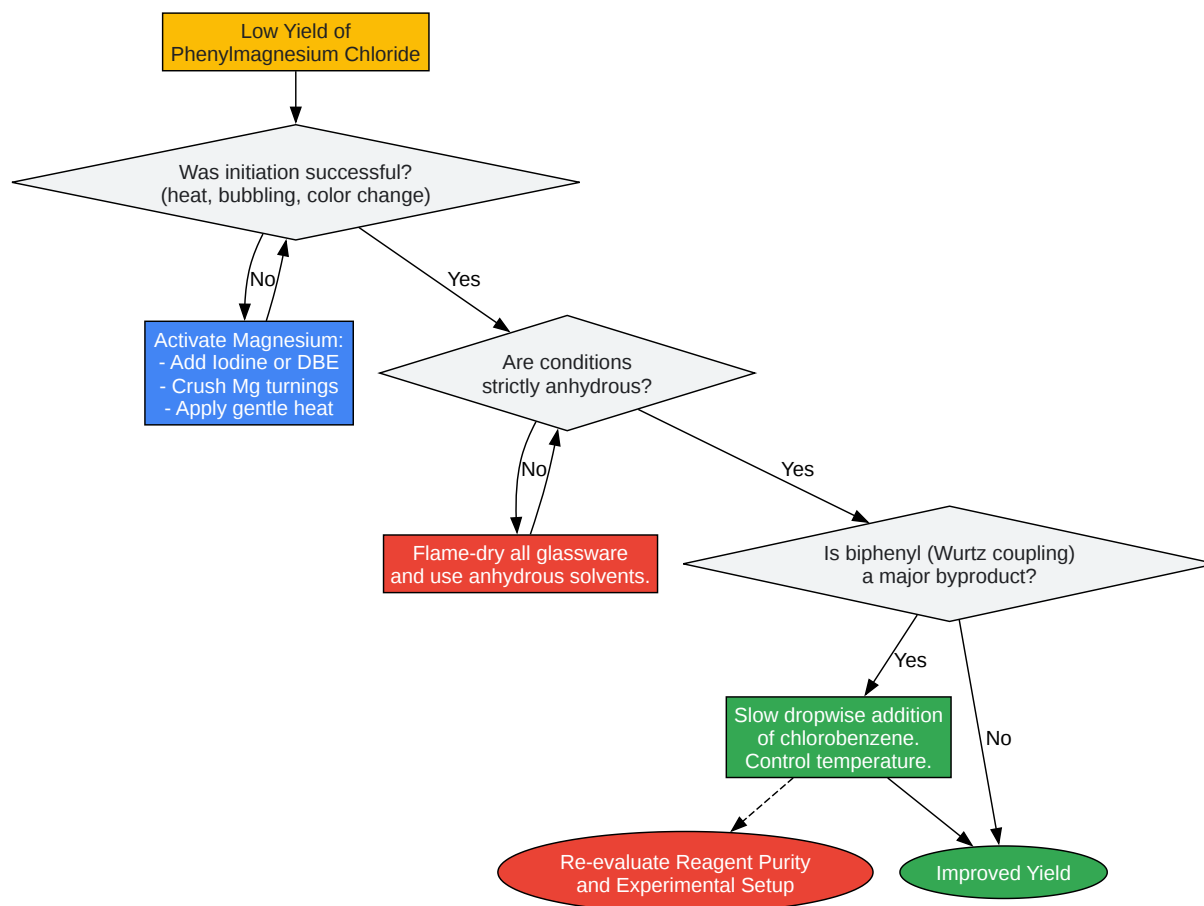 Low Yield of
Phenylmagnesium Chloride
Was initiation successful?
(heat, bubbling, color change)
No
Yes
Activate Magnesium:
- Add Iodine or DBE
- Crush Mg turnings
- Apply gentle heat
Are conditions
strictly anhydrous?
No
Yes
Flame-dry all glassware
and use anhydrous solvents.
Is biphenyl (Wurtz coupling)
a major byproduct?
Yes
No
Slow dropwise addition
of chlorobenzene.
Control temperature.
Re-evaluate Reagent Purity
and Experimental Setup
Improved Yield